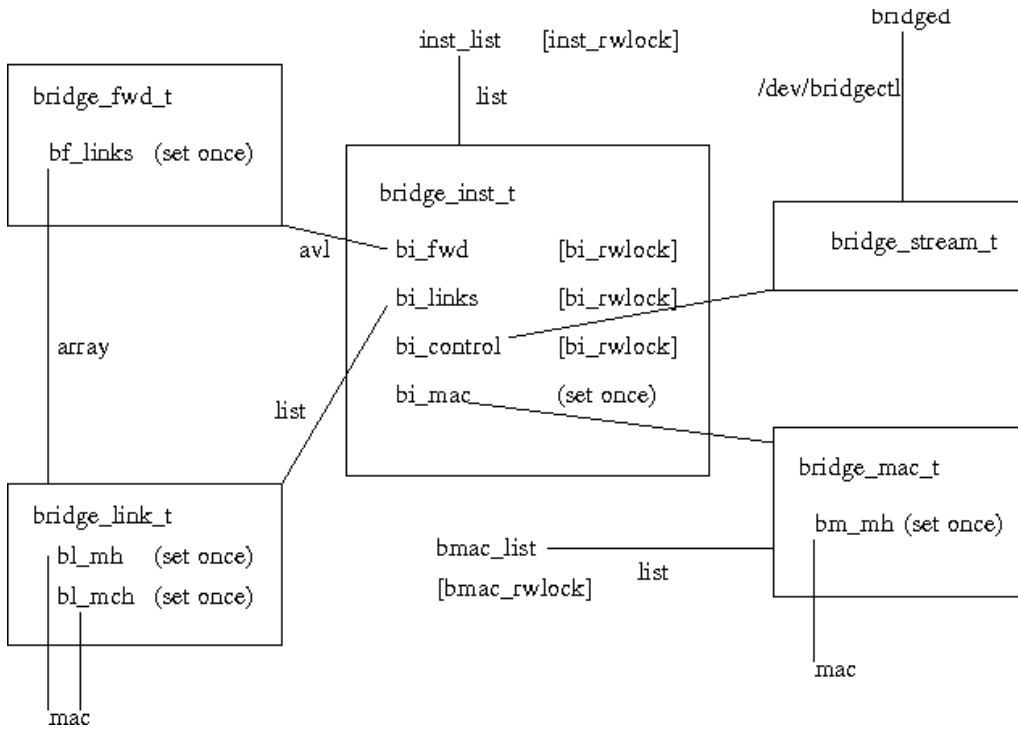 bridged
inst_list [inst_rwlock]
/dev/bridgectl
list
bridge_fwd_t
bf_links (set once)
bridge_inst_t
bridge_stream_t
avl
bi_fwd [bi_rwlock]
bi_links [bi_rwlock]
bi_control [bi_rwlock]
bi_mac (set once)
array
list
bridge_mac_t
bm_mh (set once)
bridge_link_t
bl_mh (set once)
bl_mch (set once)
bmac_list
list
[bmac_rwlock]
mac
mac